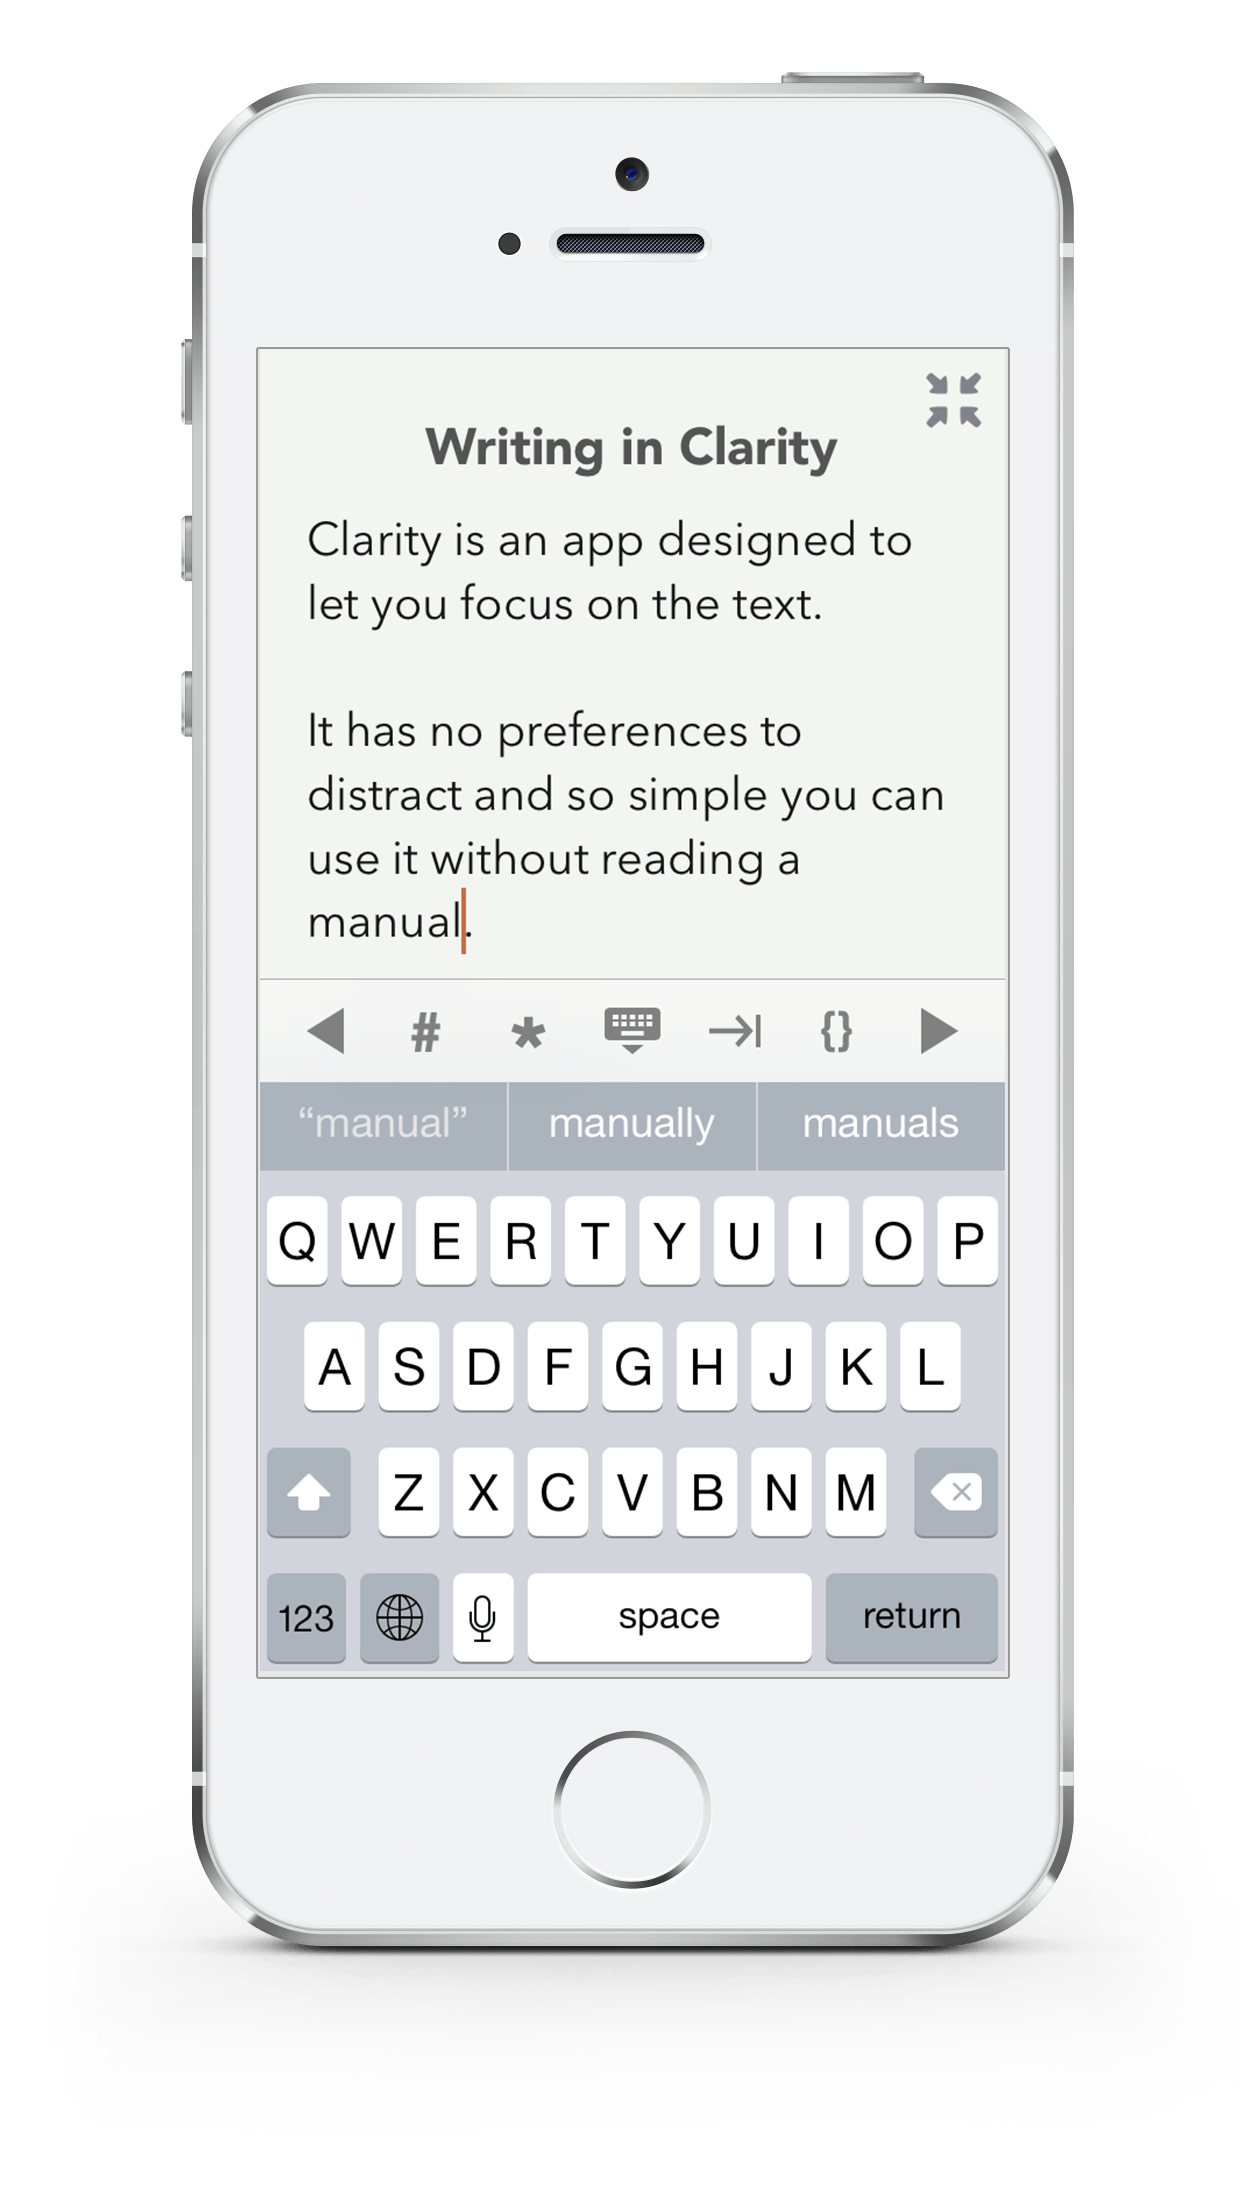 Writing in Clarity
Clarity is an app designed to
let you focus on the text.
It has no preferences to
distract and so simple you can
use it without reading a
manual.
# * {}
“manual” manually manuals
Q W E R T Y U I O P
A S D F G H J K L
Z X C V B N M
123 space return